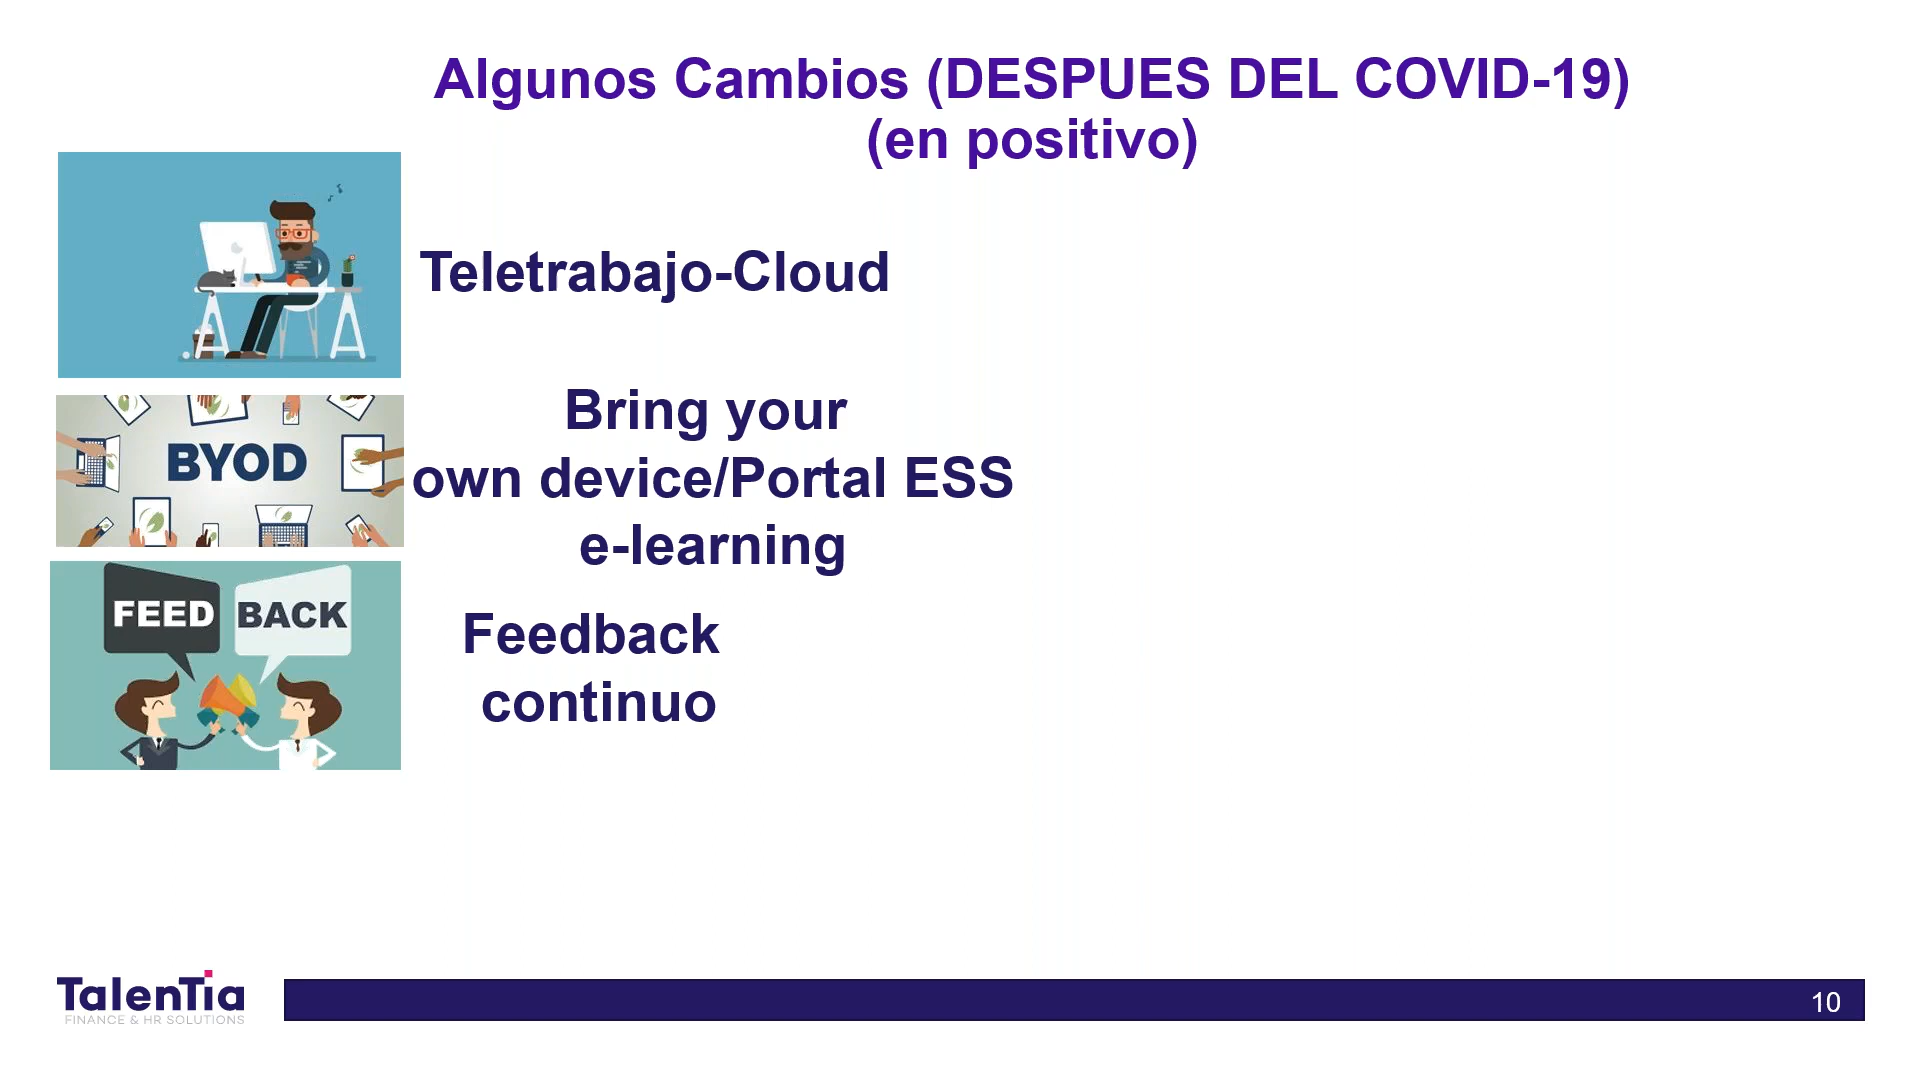 Algunos Cambios (DESPUES DEL COVID-19)
(en positivo)
Teletrabajo-Cloud
BYOD
Bring your
own device/Portal ESS
e-learning
FEED BACK
Feedback
continuo
TalenTia
FINANCE & HR SOLUTIONS
10